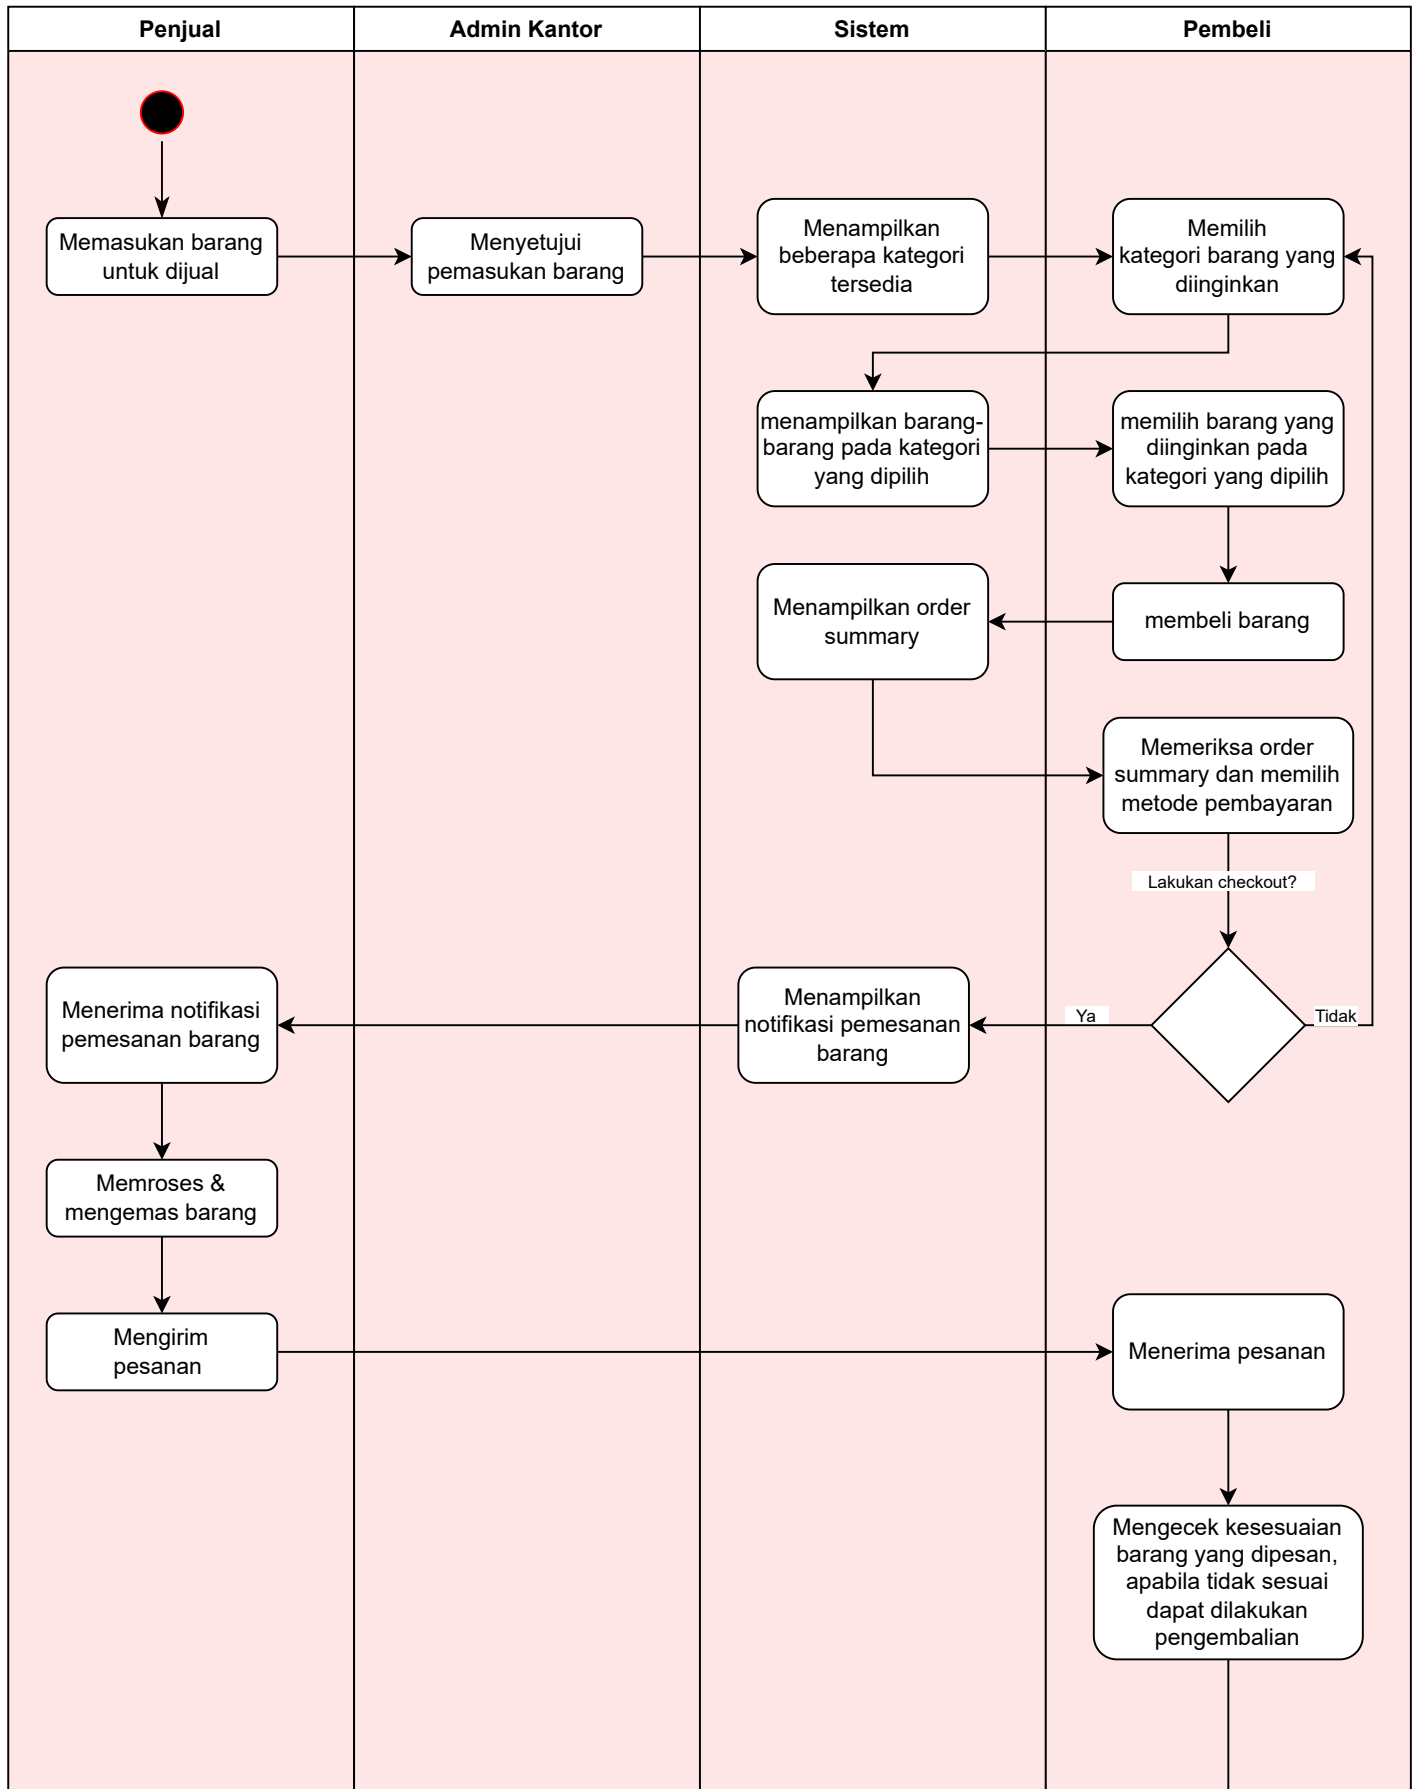 Penjual
Admin Kantor
Sistem
Pembeli
Memasukan barang
untuk dijual
Menyetujui
pemasukan barang
Menampilkan
beberapa kategori
tersedia
Memilih
kategori barang yang
diinginkan
menampilkan barang-
barang pada kategori
yang dipilih
memilih barang yang
diinginkan pada
kategori yang dipilih
membeli barang
Menampilkan order
summary
Memeriksa order
summary dan memilih
metode pembayaran
Lakukan checkout?
Tidak
Ya
Menampilkan
notifikasi pemesanan
barang
Menerima notifikasi
pemesanan barang
Memroses &
mengemas barang
Mengirim
pesanan
Menerima pesanan
Mengecek kesesuaian
barang yang dipesan,
apabila tidak sesuai
dapat dilakukan
pengembalian